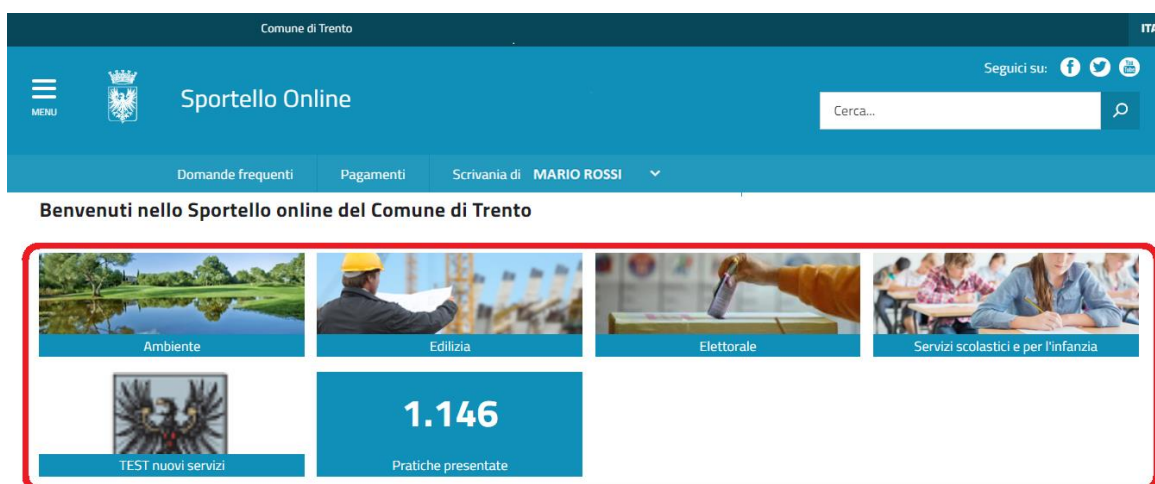 Comune di Trento
ITA
Seguici su:
MENU
Sportello Online
Cerca...
Domande frequenti Pagamenti Scrivania di MARIO ROSSI
Benvenuti nello Sportello online del Comune di Trento
Ambiente Edilizia Elettorale Servizi scolastici e per l'infanzia
1.146
TEST nuovi servizi Pratiche presentate